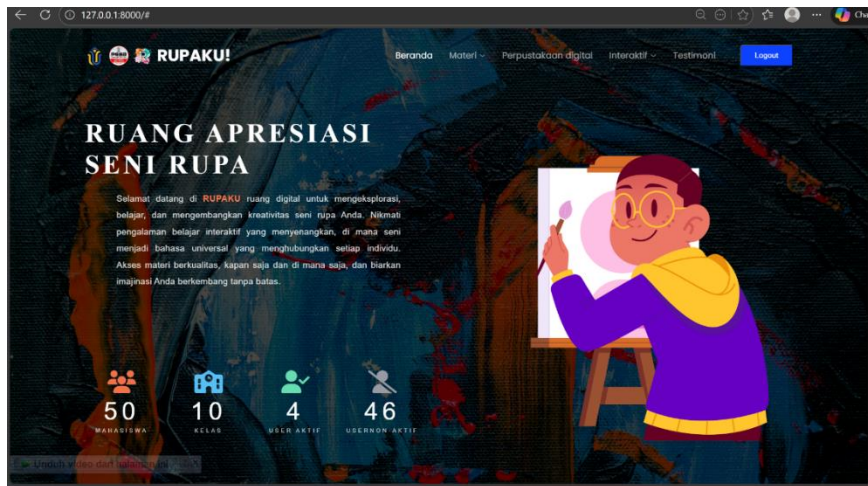 127.0.0.1:8000/#
RUPAKU!
Beranda
Materi
Perpustakaan digital
Interaktif
Testimoni
Logout
RUANG APRESIASI
SENI RUPA
Selamat datang di RUPAKU ruang digital untuk mengeksplorasi,
belajar, dan mengembangkan kreativitas seni rupa Anda. Nikmati
pengalaman belajar interaktif yang menyenangkan, di mana seni
menjadi bahasa universal yang menghubungkan setiap individu.
Akses materi berkualitas, kapan saja dan di mana saja, dan biarkan
imajinasi Anda berkembang tanpa batas.
50
10
4
46
MAHASISWA
KELAS
USER AKTIF
USERNON AKTIF
Unduh video dari